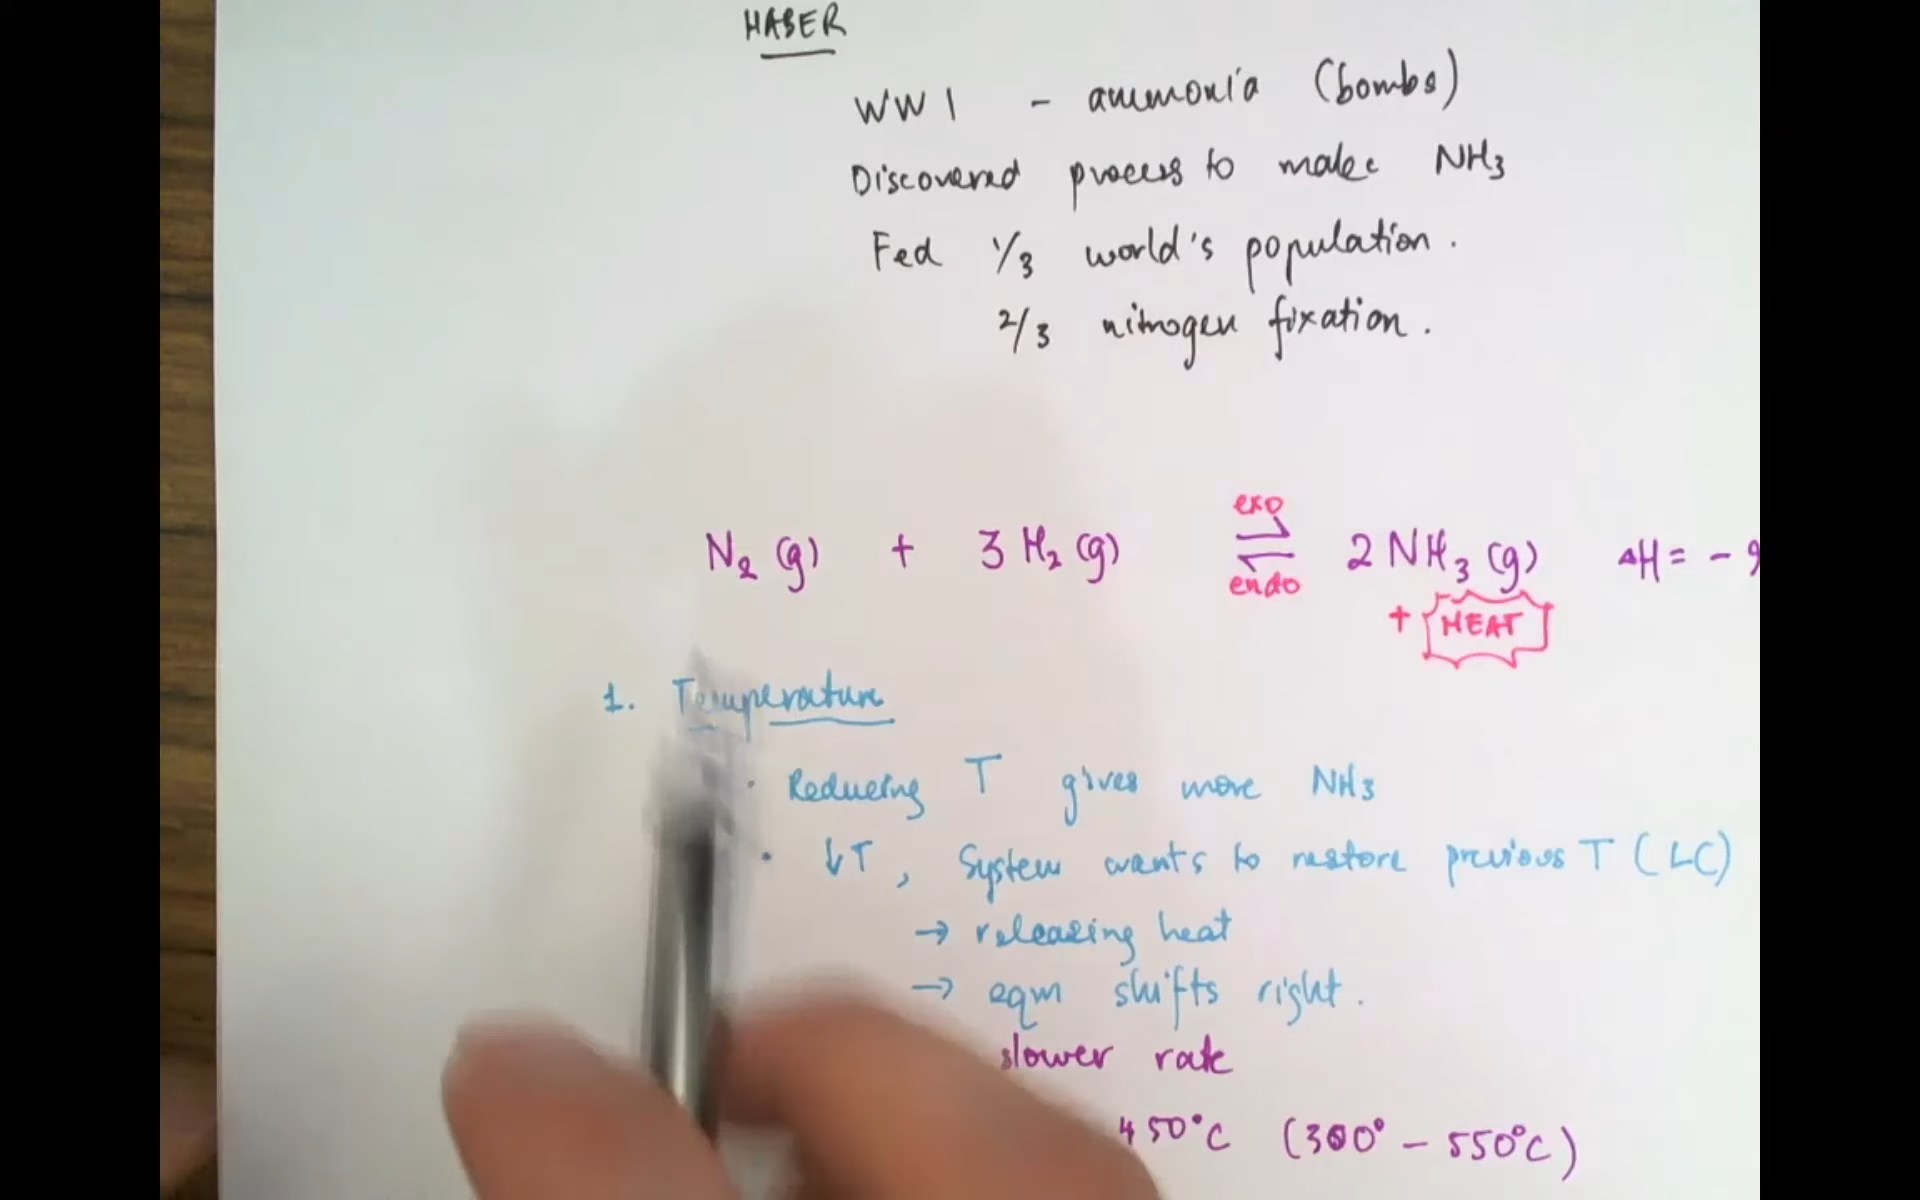 HABER
WW1 - ammonia (bombs)
Discovered process to make NH3
Fed 1/3 world's population.
2/3 nitrogen fixation.
exo
N2 (g) + 3 H2 (g) ⇌ 2 NH3 (g) ΔH = - 9
endo
+ HEAT
1. Temperature
· Reducing T gives more NH3
· ↓T, System wants to restore previous T (LC)
→ releasing heat
→ eqm shifts right.
slower rate
450°C (300° - 550°C)